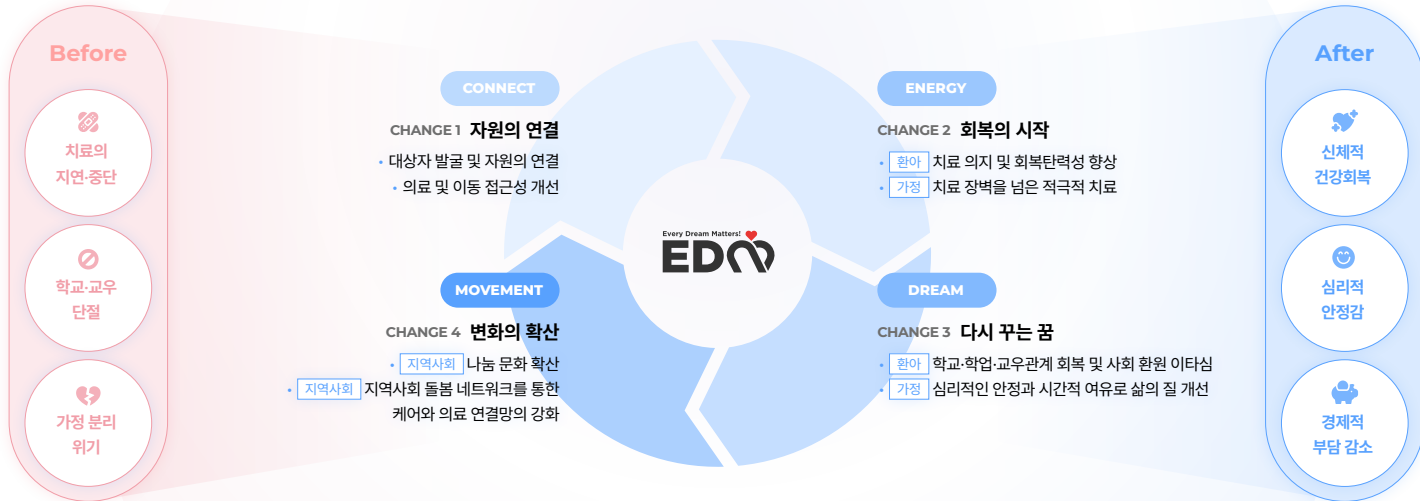 Before
치료의
지연·중단
학교·교우
단절
가정 분리
위기
CONNECT
CHANGE 1 자원의 연결
• 대상자 발굴 및 자원의 연결
• 의료 및 이동 접근성 개선
ENERGY
CHANGE 2 회복의 시작
• 환아 치료 의지 및 회복탄력성 향상
• 가정 치료 장벽을 넘은 적극적 치료
Every Dream Matters!
EDM
MOVEMENT
CHANGE 4 변화의 확산
• 지역사회 나눔 문화 확산
• 지역사회 지역사회 돌봄 네트워크를 통한
케어와 의료 연결망의 강화
DREAM
CHANGE 3 다시 꾸는 꿈
• 환아 학교·학업·교우관계 회복 및 사회 환원 이타심
• 가정 심리적인 안정과 시간적 여유로 삶의 질 개선
After
신체적
건강회복
심리적
안정감
경제적
부담 감소